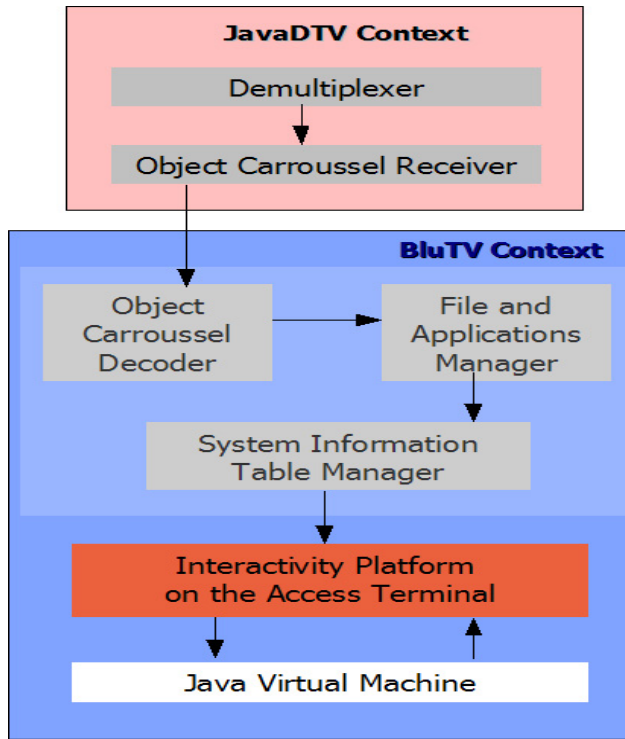 JavaDTV Context
Demultiplexer
Object Carroussel Receiver
BluTV Context
Object
Carroussel
Decoder
File and
Applications
Manager
System Information
Table Manager
Interactivity Platform
on the Access Terminal
Java Virtual Machine